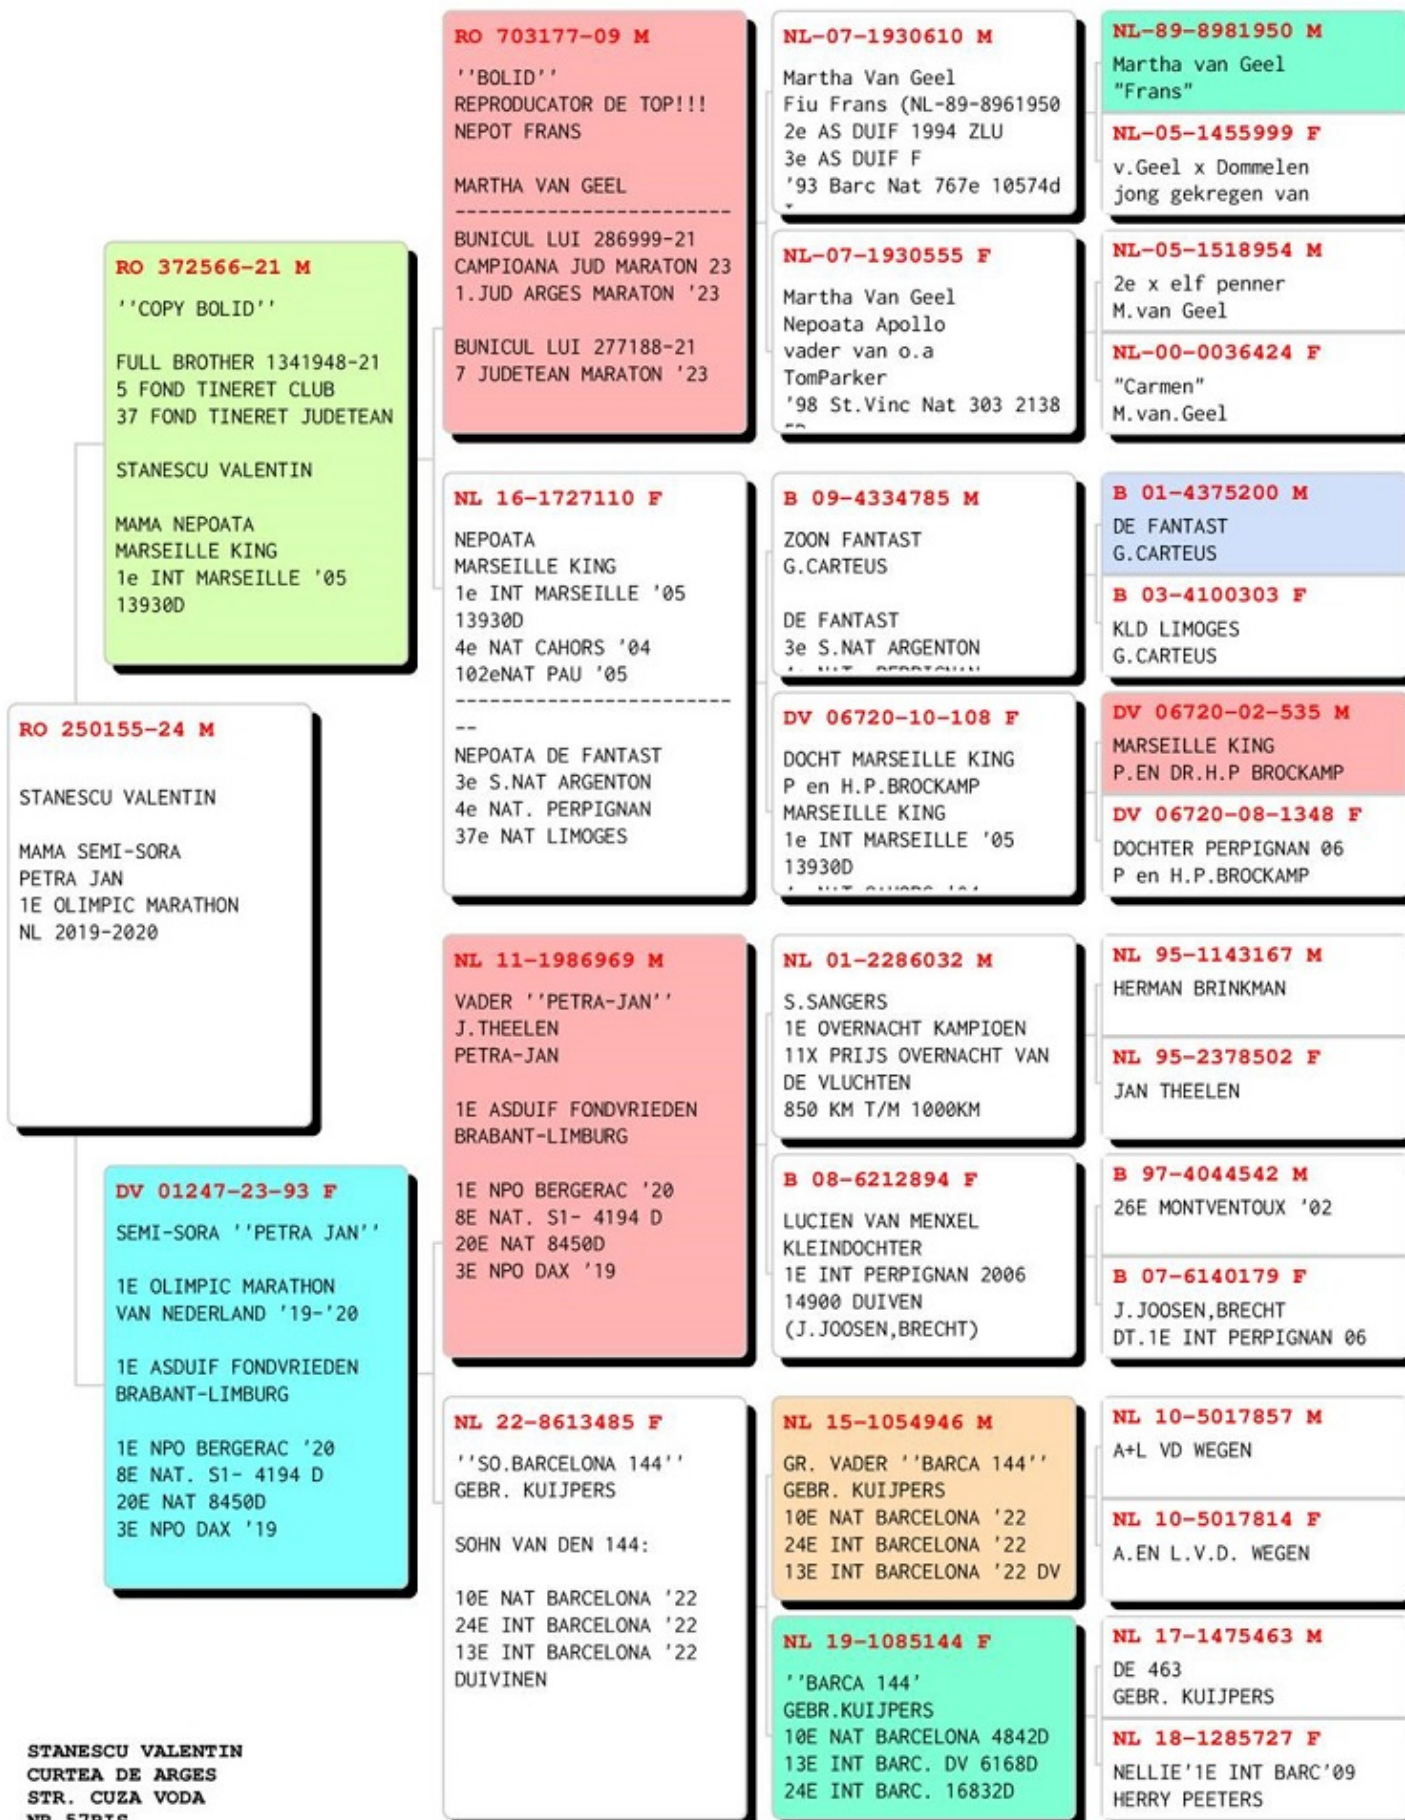 RO 250155-24 M
STANESCU VALENTIN
MAMA SEMI-SORA
PETRA JAN
1E OLIMPIC MARATHON
NL 2019-2020
RO 372566-21 M
''COPY BOLID''
FULL BROTHER 1341948-21
5 FOND TINERET CLUB
37 FOND TINERET JUDETEAN
STANESCU VALENTIN
MAMA NEPOATA
MARSEILLE KING
1e INT MARSEILLE '05
13930D
DV 01247-23-93 F
SEMI-SORA ''PETRA JAN''
1E OLIMPIC MARATHON
VAN NEDERLAND '19-'20
1E ASDUIF FONDVRIEDEN
BRABANT-LIMBURG
1E NPO BERGERAC '20
8E NAT. S1- 4194 D
20E NAT 8450D
3E NPO DAX '19
RO 703177-09 M
''BOLID''
REPRODUCATOR DE TOP!!!
NEPOT FRANS
MARTHA VAN GEEL
------------------------
BUNICUL LUI 286999-21
CAMPIOANA JUD MARATON 23
1.JUD ARGES MARATON '23
BUNICUL LUI 277188-21
7 JUDETEAN MARATON '23
NL 16-1727110 F
NEPOATA
MARSEILLE KING
1e INT MARSEILLE '05
13930D
4e NAT CAHORS '04
102eNAT PAU '05
------------------------
--
NEPOATA DE FANTAST
3e S.NAT ARGENTON
4e NAT. PERPIGNAN
37e NAT LIMOGES
NL 11-1986969 M
VADER ''PETRA-JAN''
J.THEELEN
PETRA-JAN
1E ASDUIF FONDVRIEDEN
BRABANT-LIMBURG
1E NPO BERGERAC '20
8E NAT. S1- 4194 D
20E NAT 8450D
3E NPO DAX '19
NL 22-8613485 F
''SO.BARCELONA 144''
GEBR. KUIJPERS
SOHN VAN DEN 144:
10E NAT BARCELONA '22
24E INT BARCELONA '22
13E INT BARCELONA '22
DUIVINEN
NL-07-1930610 M
Martha Van Geel
Fiu Frans (NL-89-8961950
2e AS DUIF 1994 ZLU
3e AS DUIF F
'93 Barc Nat 767e 10574d
NL-07-1930555 F
Martha Van Geel
Nepoata Apollo
vader van o.a
TomParker
'98 St.Vinc Nat 303 2138
B 09-4334785 M
ZOON FANTAST
G.CARTEUS
DE FANTAST
3e S.NAT ARGENTON
DV 06720-10-108 F
DOCHT MARSEILLE KING
P en H.P.BROCKAMP
MARSEILLE KING
1e INT MARSEILLE '05
13930D
NL 01-2286032 M
S.SANGERS
1E OVERNACHT KAMPIOEN
11X PRIJS OVERNACHT VAN
DE VLUCHTEN
850 KM T/M 1000KM
B 08-6212894 F
LUCIEN VAN MENXEL
KLEINDOCHTER
1E INT PERPIGNAN 2006
14900 DUIVEN
(J.JOOSEN,BRECHT)
NL 15-1054946 M
GR. VADER ''BARCA 144''
GEBR. KUIJPERS
10E NAT BARCELONA '22
24E INT BARCELONA '22
13E INT BARCELONA '22 DV
NL 19-1085144 F
''BARCA 144'
GEBR.KUIJPERS
10E NAT BARCELONA 4842D
13E INT BARC. DV 6168D
24E INT BARC. 16832D
NL-89-8981950 M
Martha van Geel
"Frans"
NL-05-1455999 F
v.Geel x Dommelen
jong gekregen van
NL-05-1518954 M
2e x elf penner
M.van Geel
NL-00-0036424 F
"Carmen"
M.van.Geel
B 01-4375200 M
DE FANTAST
G.CARTEUS
B 03-4100303 F
KLD LIMOGES
G.CARTEUS
DV 06720-02-535 M
MARSEILLE KING
P.EN DR.H.P BROCKAMP
DV 06720-08-1348 F
DOCHTER PERPIGNAN 06
P en H.P.BROCKAMP
NL 95-1143167 M
HERMAN BRINKMAN
NL 95-2378502 F
JAN THEELEN
B 97-4044542 M
26E MONTVENTOUX '02
B 07-6140179 F
J.JOOSEN,BRECHT
DT.1E INT PERPIGNAN 06
NL 10-5017857 M
A+L VD WEGEN
NL 10-5017814 F
A.EN L.V.D. WEGEN
NL 17-1475463 M
DE 463
GEBR. KUIJPERS
NL 18-1285727 F
NELLIE'1E INT BARC'09
HERRY PEETERS
STANESCU VALENTIN
CURTEA DE ARGES
STR. CUZA VODA
NR 57BIS